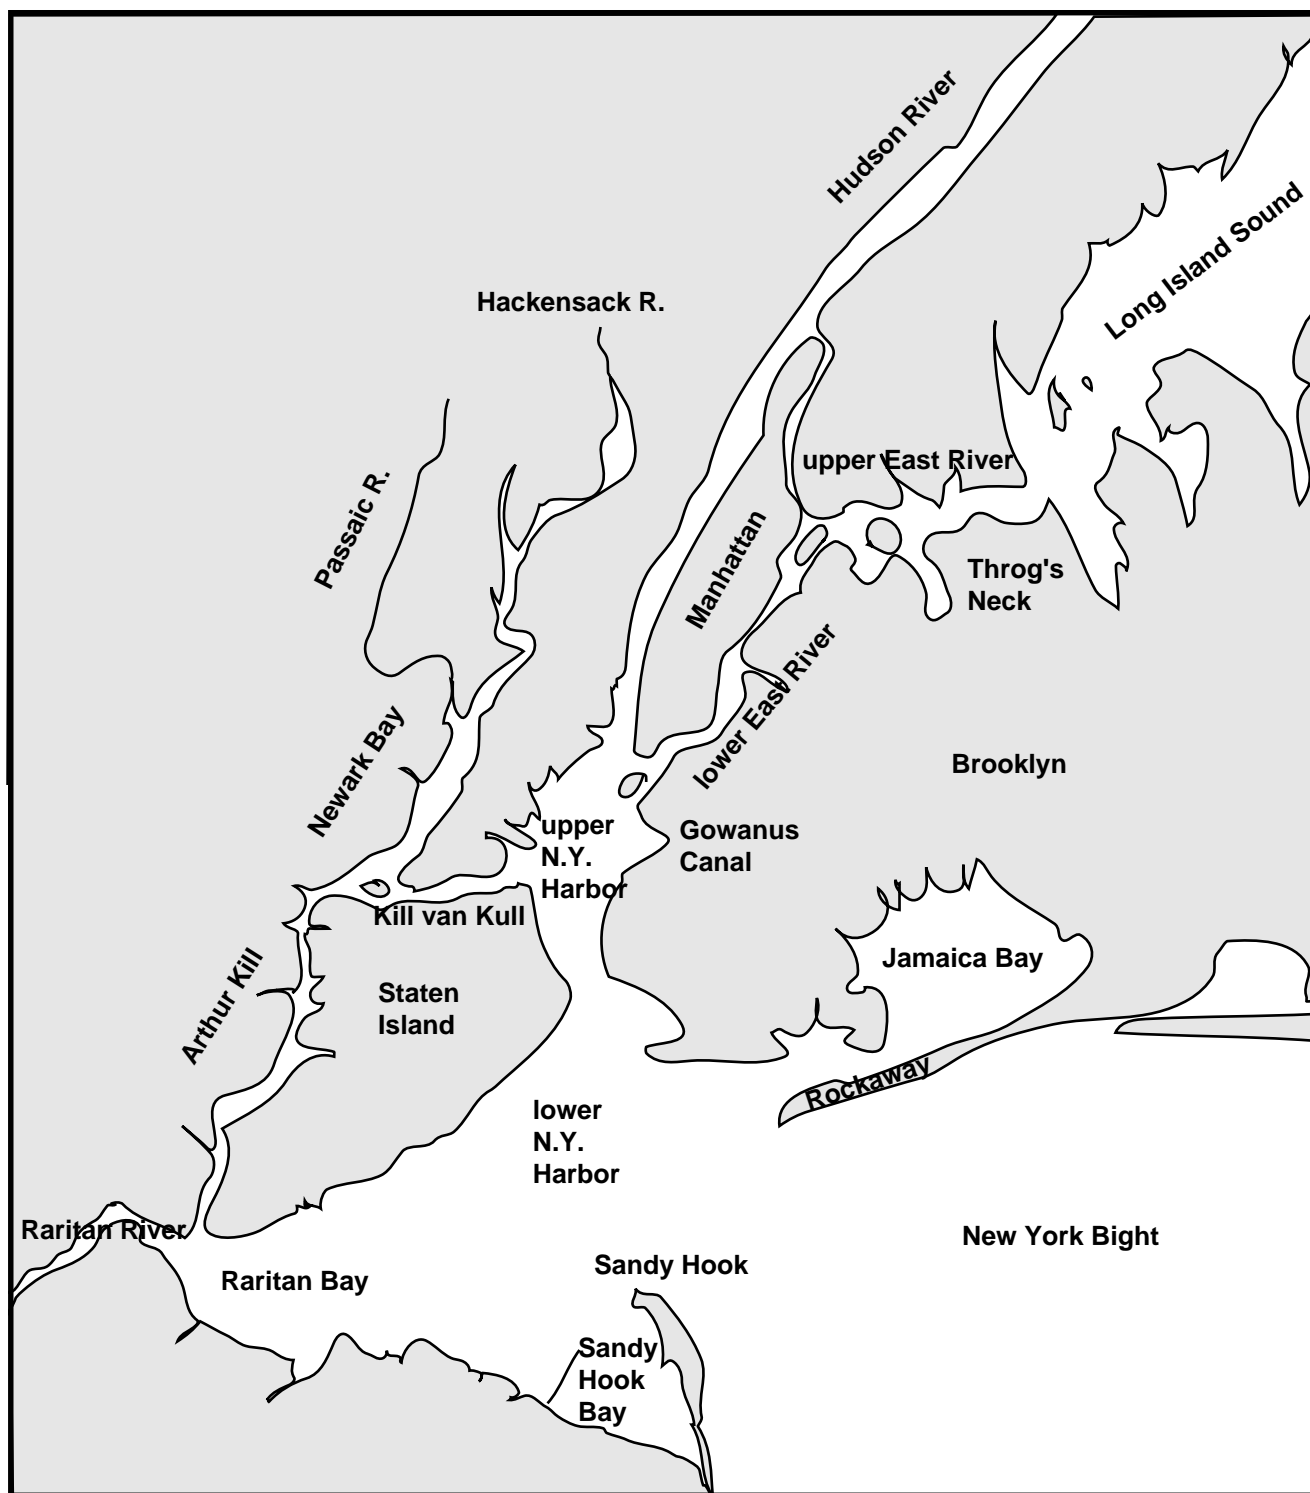 Hudson River
Long Island Sound
Hackensack R.
upper East River
Passaic R.
Manhattan
Throg's
Neck
lower East River
Newark Bay
Brooklyn
upper
N.Y.
Harbor
Gowanus
Canal
Kill van Kull
Jamaica Bay
Arthur Kill
Staten
Island
Rockaway
lower
N.Y.
Harbor
Raritan River
New York Bight
Raritan Bay
Sandy Hook
Sandy
Hook
Bay